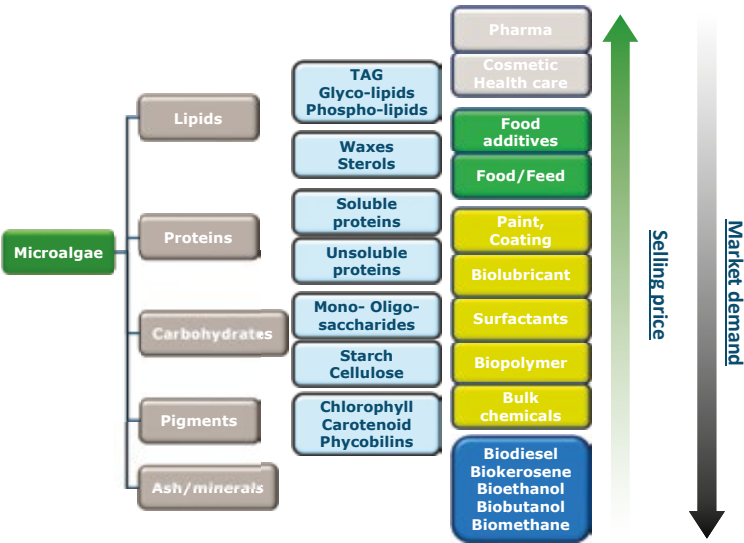 Microalgae
Lipids
Proteins
Carbohydrates
Pigments
Ash/minerals
TAG
Glyco-lipids
Phospho-lipids
Waxes
Sterols
Soluble
proteins
Unsoluble
proteins
Mono- Oligo-
saccharides
Starch
Cellulose
Chlorophyll
Carotenoid
Phycobilins
Pharma
Cosmetic
Health care
Food
additives
Food/Feed
Paint,
Coating
Biolubricant
Surfactants
Biopolymer
Bulk
chemicals
Biodiesel
Biokerosene
Bioethanol
Biobutanol
Biomethane
Selling price
Market demand